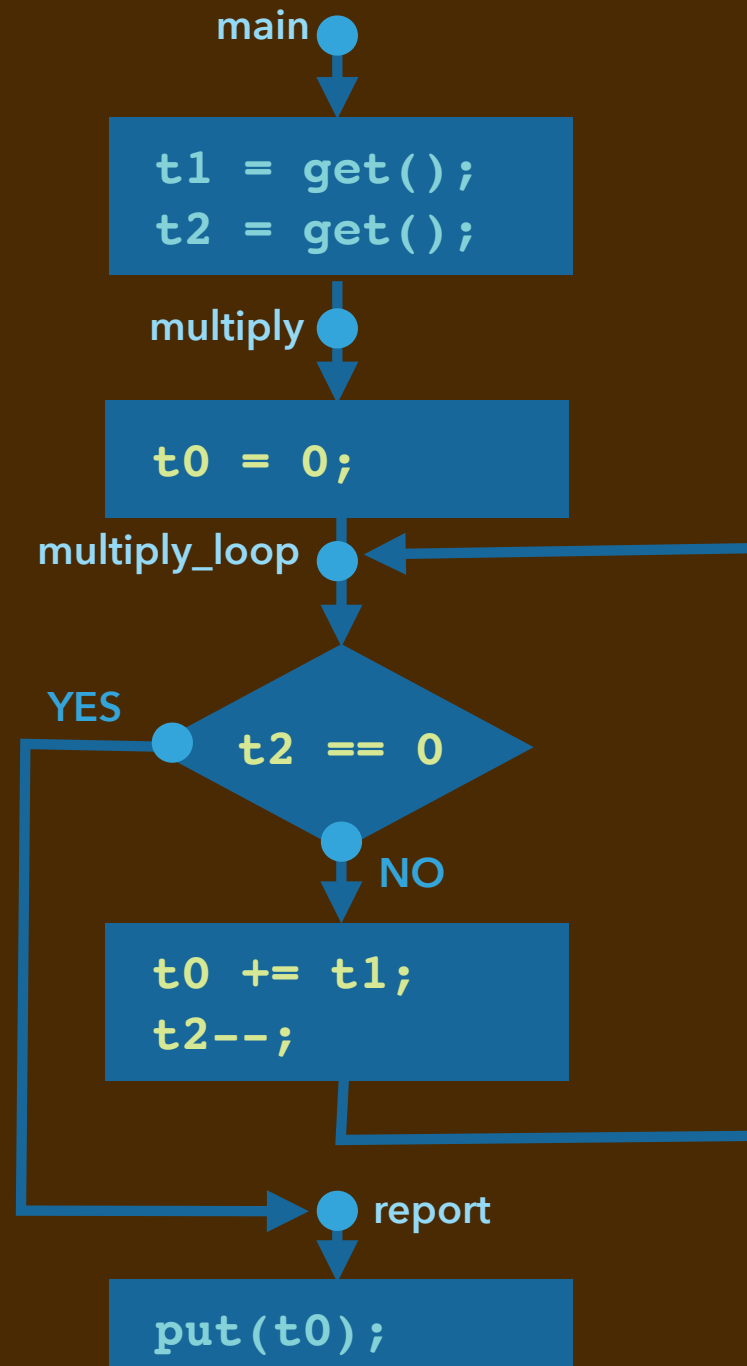 main
t1 = get();
t2 = get();
multiply
t0 = 0;
multiply_loop
YES
t2 == 0
NO
t0 += t1;
t2--;
report
put(t0);